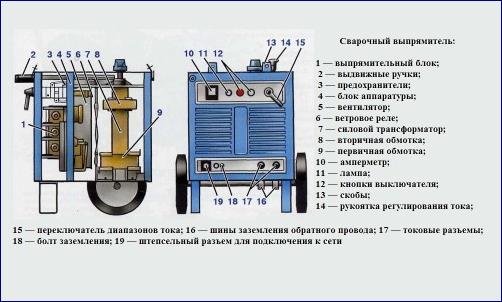 Сварочный выпрямитель:
1 — выпрямительный блок;
2 — выдвижные ручки;
3 — предохранители;
4 — блок аппаратуры;
5 — вентилятор;
6 — ветровое реле;
7 — силовой трансформатор;
8 — вторичная обмотка;
9 — первичная обмотка;
10 — амперметр;
11 — лампа;
12 — кнопки выключателя;
13 — скобы;
14 — рукоятка регулирования тока;
2 3 4 5 6 7 8
1
9
10 11 12
13 14 15
19 18 17 16
15 — переключатель диапазонов тока; 16 — шины заземления обратного провода; 17 — токовые разъемы;
18 — болт заземления; 19 — штепсельный разъем для подключения к сети